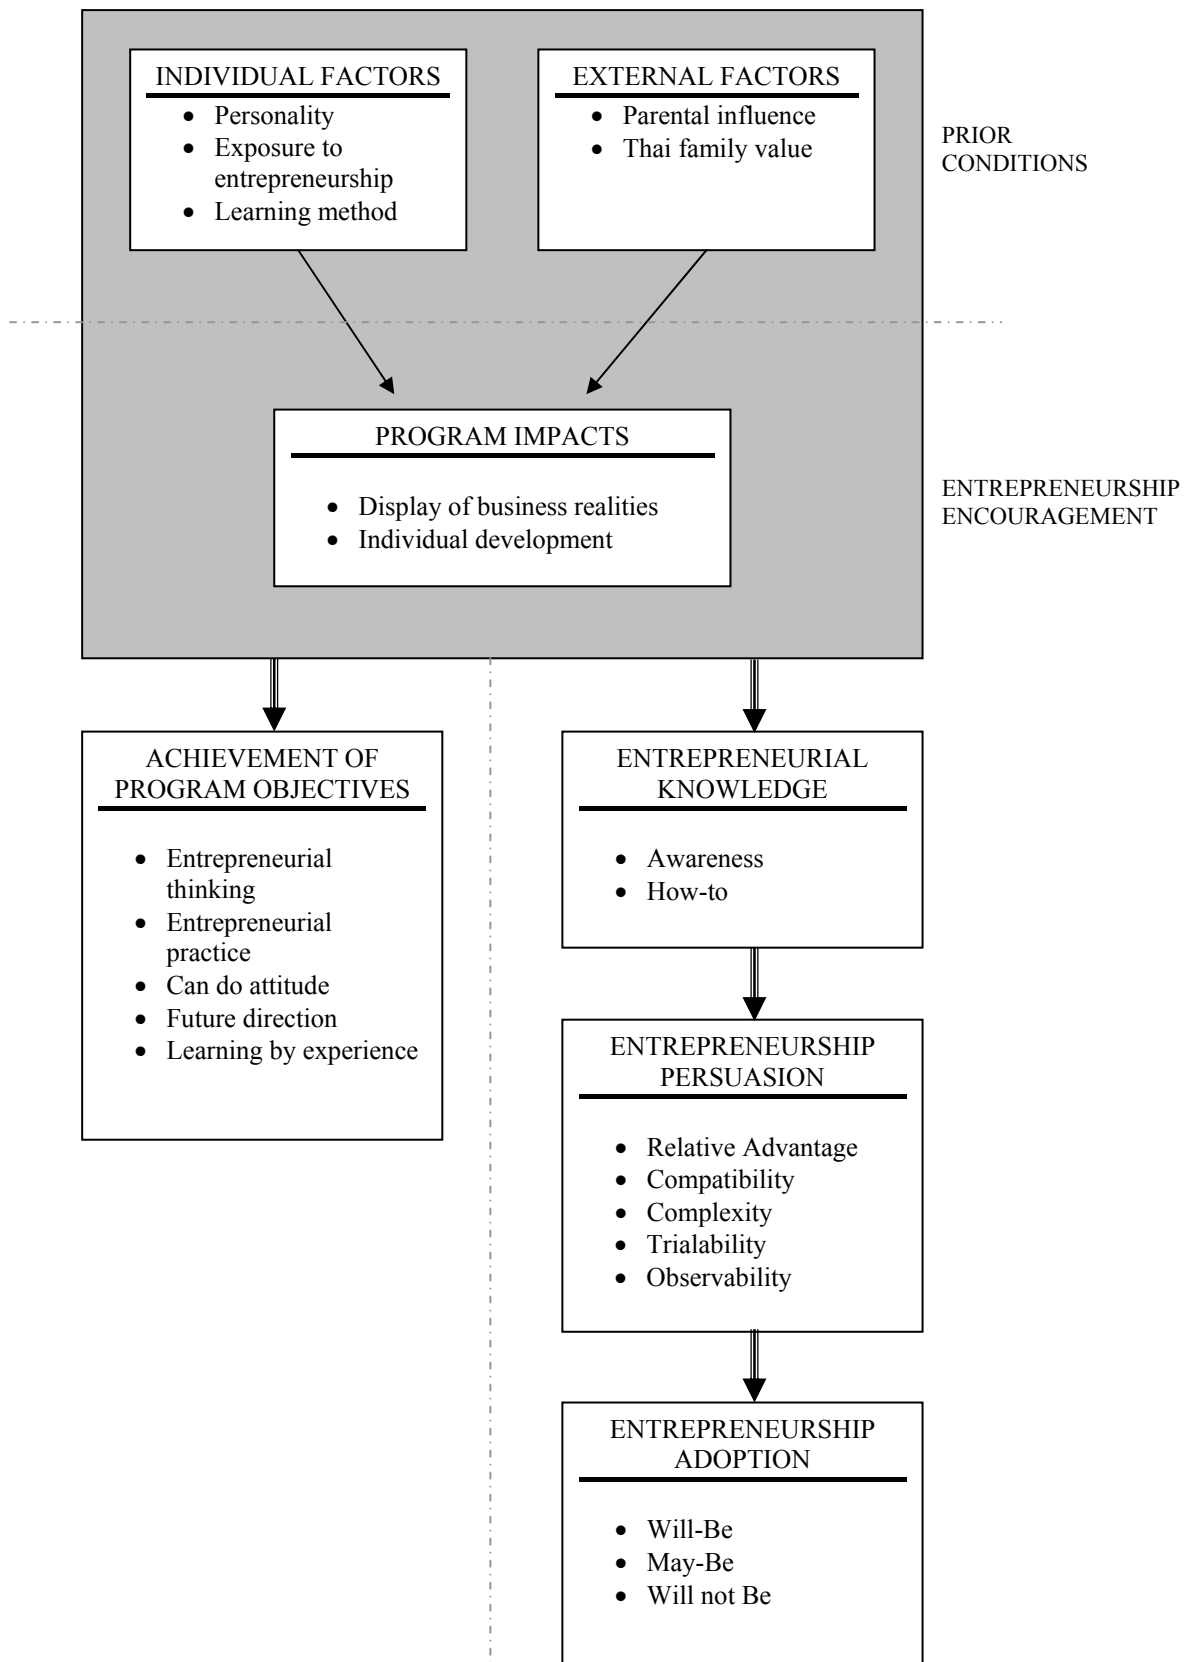 INDIVIDUAL FACTORS
• Personality
• Exposure to
entrepreneurship
• Learning method
EXTERNAL FACTORS
• Parental influence
• Thai family value
PRIOR
CONDITIONS
PROGRAM IMPACTS
• Display of business realities
• Individual development
ENTREPRENEURSHIP
ENCOURAGEMENT
ACHIEVEMENT OF
PROGRAM OBJECTIVES
• Entrepreneurial
thinking
• Entrepreneurial
practice
• Can do attitude
• Future direction
• Learning by experience
ENTREPRENEURIAL
KNOWLEDGE
• Awareness
• How-to
ENTREPRENEURSHIP
PERSUASION
• Relative Advantage
• Compatibility
• Complexity
• Trialability
• Observability
ENTREPRENEURSHIP
ADOPTION
• Will-Be
• May-Be
• Will not Be